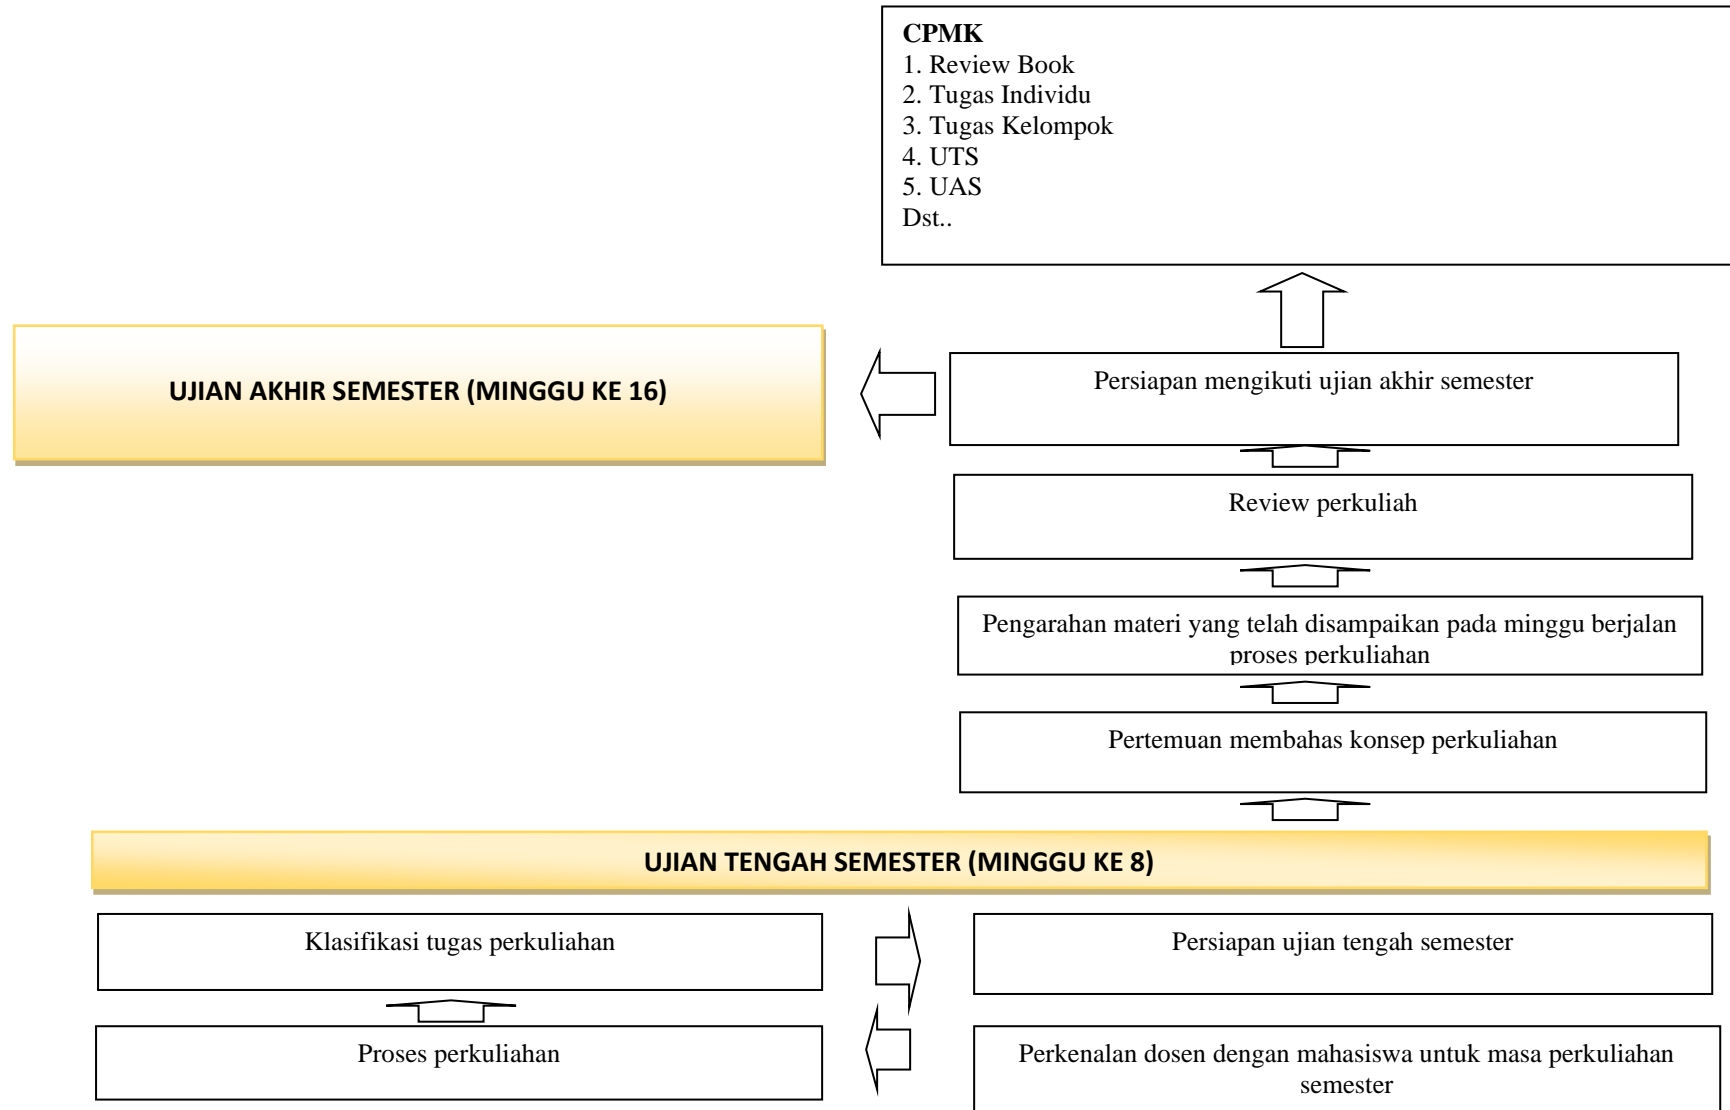 CPMK
1. Review Book
2. Tugas Individu
3. Tugas Kelompok
4. UTS
5. UAS
Dst..
UJIAN AKHIR SEMESTER (MINGGU KE 16)
Persiapan mengikuti ujian akhir semester
Review perkuliah
Pengarahan materi yang telah disampaikan pada minggu berjalan
proses perkuliahan
Pertemuan membahas konsep perkuliahan
UJIAN TENGAH SEMESTER (MINGGU KE 8)
Klasifikasi tugas perkuliahan
Persiapan ujian tengah semester
Proses perkuliahan
Perkenalan dosen dengan mahasiswa untuk masa perkuliahan
semester